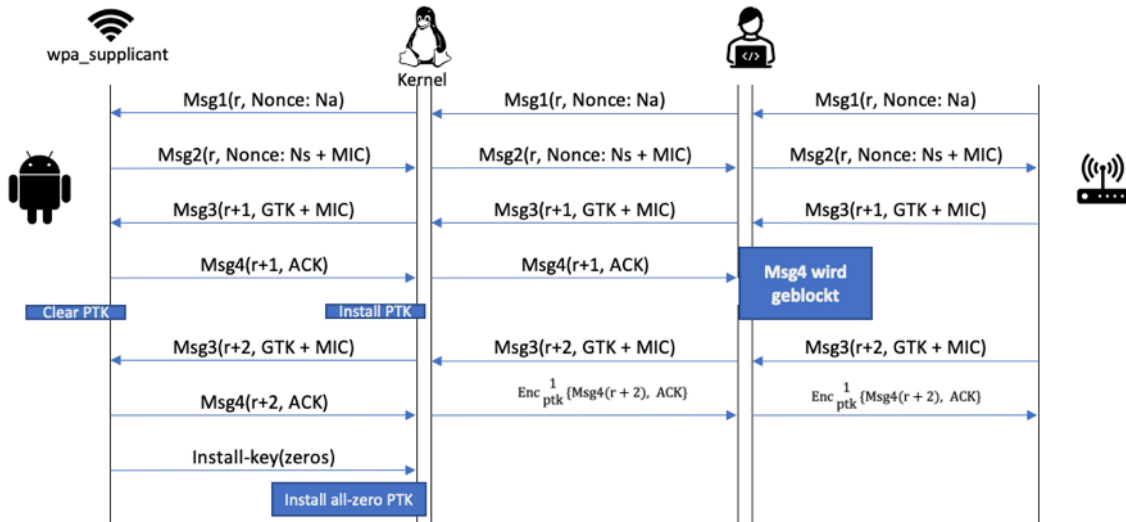 wpa_supplicant
Kernel
Msg1(r, Nonce: Na) Msg1(r, Nonce: Na) Msg1(r, Nonce: Na)
Msg2(r, Nonce: Ns + MIC) Msg2(r, Nonce: Ns + MIC) Msg2(r, Nonce: Ns + MIC)
Msg3(r+1, GTK + MIC) Msg3(r+1, GTK + MIC) Msg3(r+1, GTK + MIC)
Msg4(r+1, ACK) Msg4(r+1, ACK)
Msg4 wird
geblockt
Clear PTK Install PTK
Msg3(r+2, GTK + MIC) Msg3(r+2, GTK + MIC) Msg3(r+2, GTK + MIC)
Msg4(r+2, ACK) Enc 1 ptk {Msg4(r + 2), ACK} Enc 1 ptk {Msg4(r + 2), ACK}
Install-key(zeros)
Install all-zero PTK